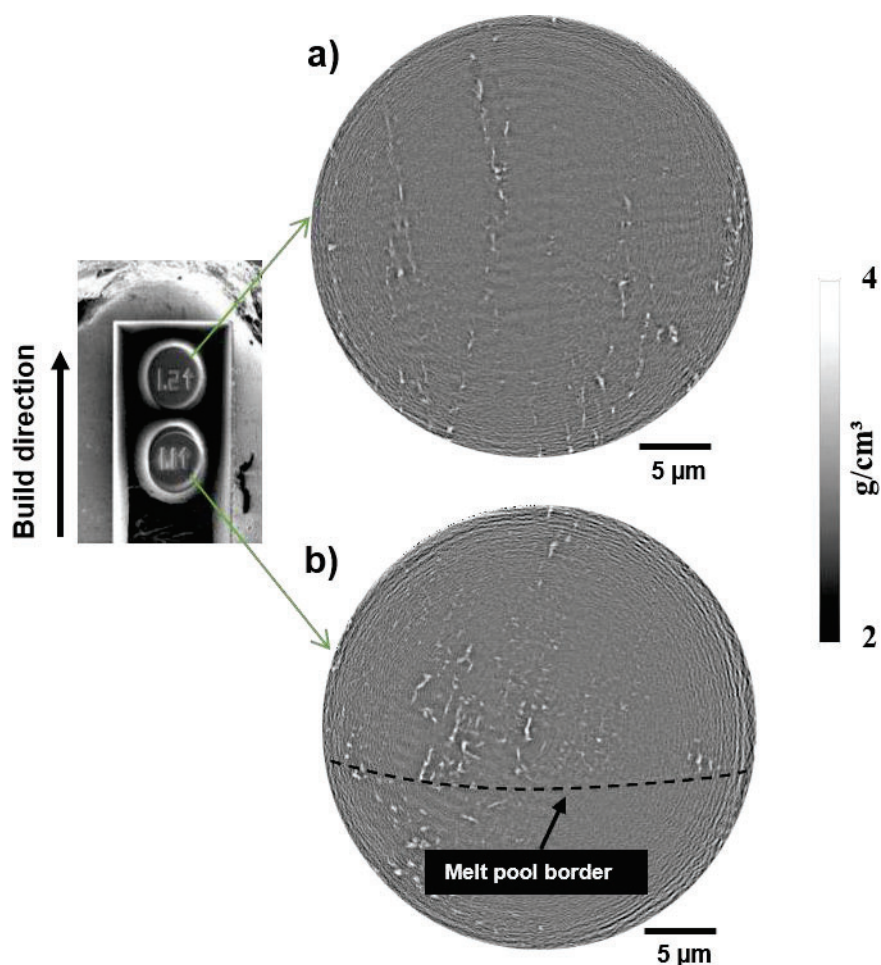 a)
Build direction
1.2↑
1.1↑
5 µm
4
g/cm³
2
b)
Melt pool border
5 µm